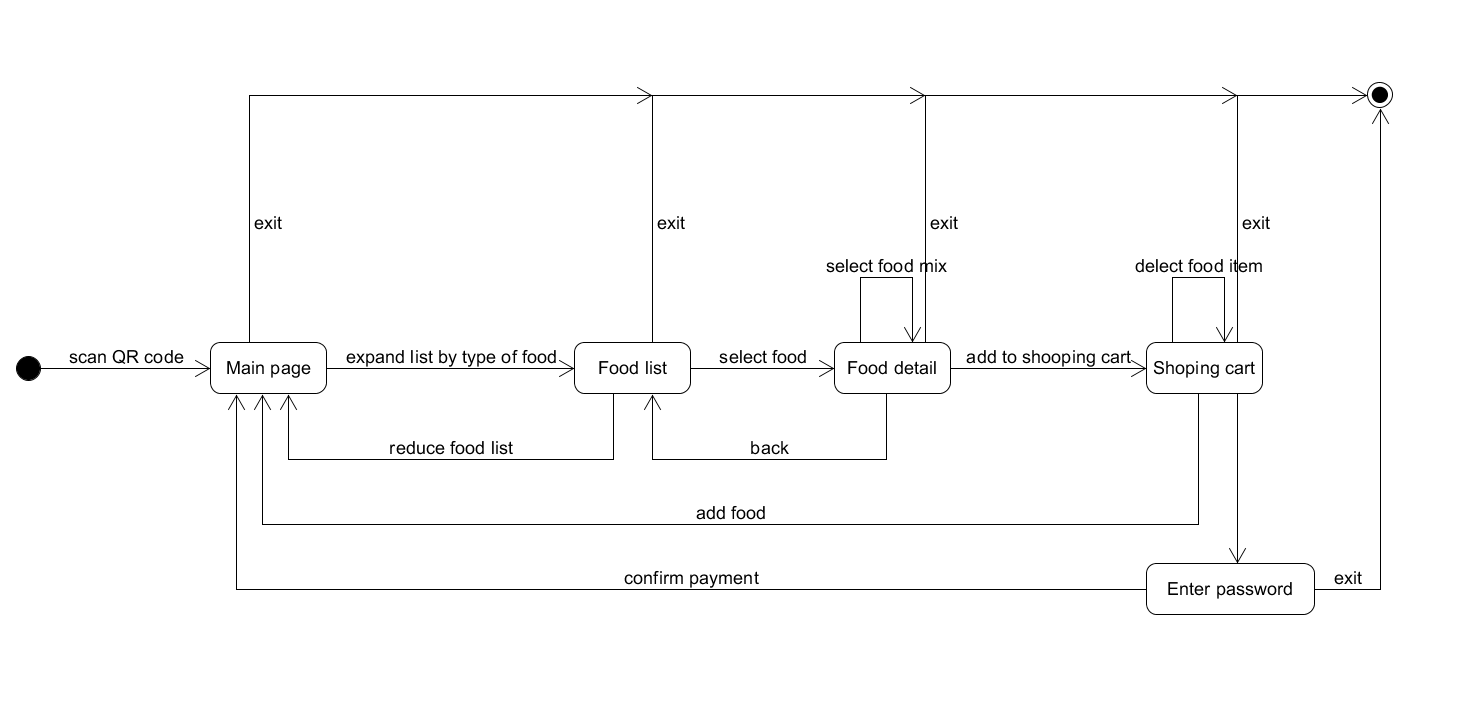 exit
exit
exit
exit
select food mix
delect food item
scan QR code
Main page
expand list by type of food
Food list
select food
Food detail
add to shooping cart
Shoping cart
reduce food list
back
add food
confirm payment
Enter password
exit